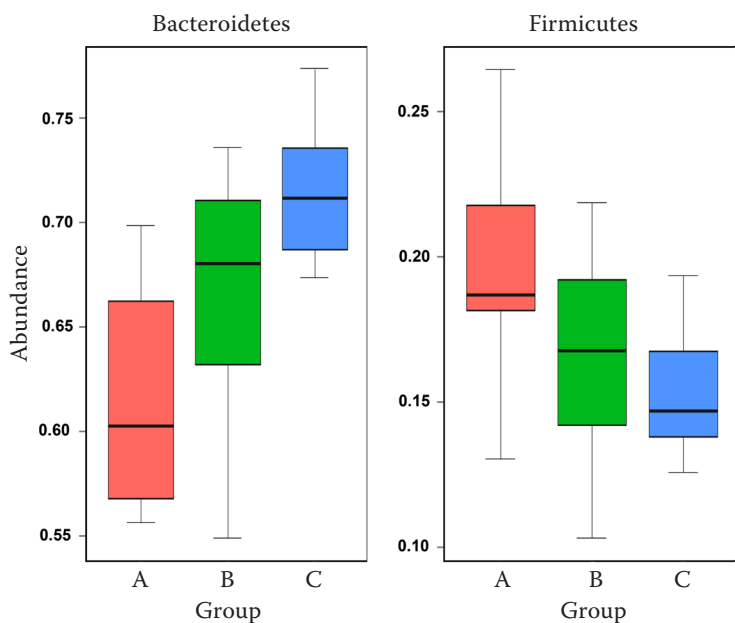 Bacteroidetes
Abundance
0.75
0.70
0.65
0.60
0.55
A B C
Group
Firmicutes
0.25
0.20
0.15
0.10
A B C
Group